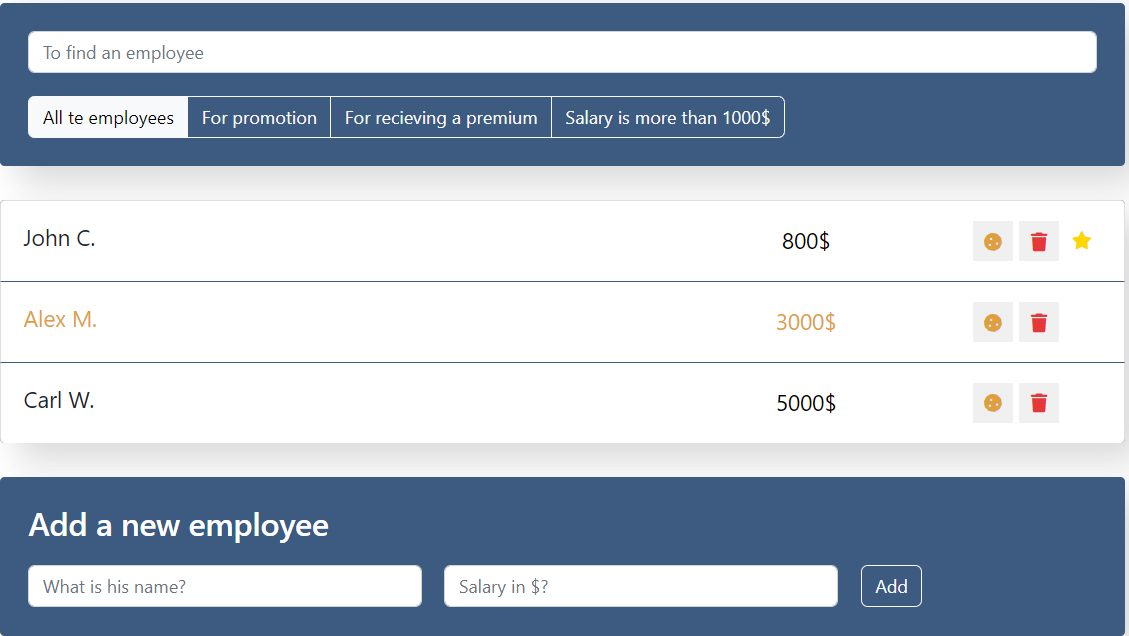 To find an employee
All te employees For promotion For recieving a premium Salary is more than 1000$
John C. 800$
Alex M. 3000$
Carl W. 5000$
Add a new employee
What is his name? Salary in $? Add